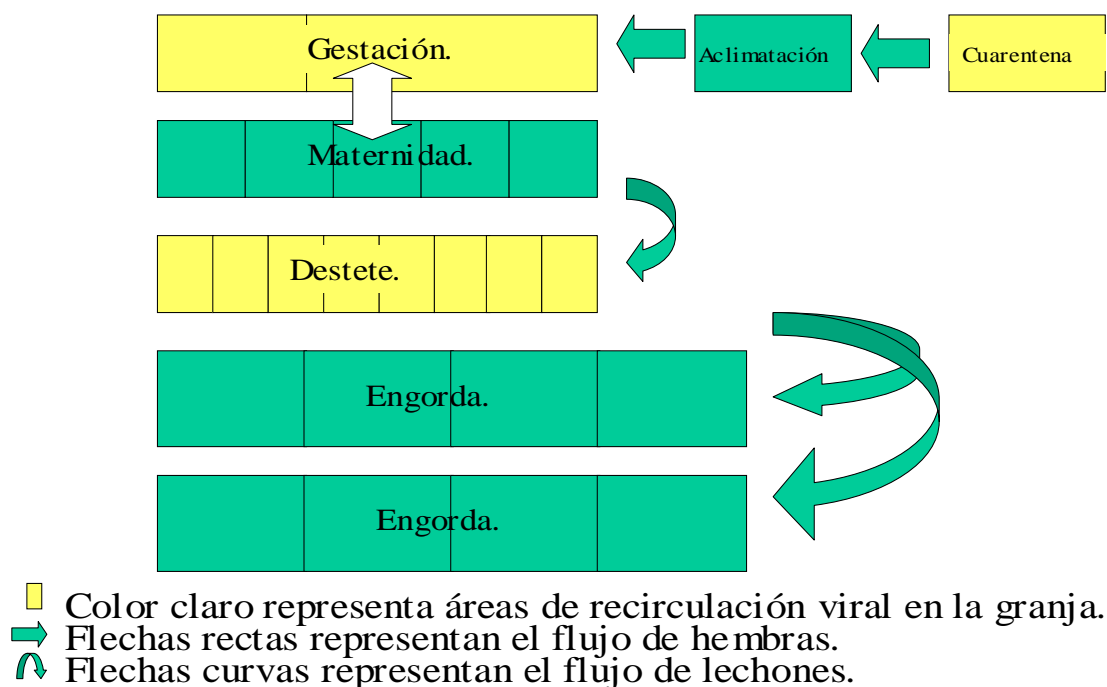 Gestación.
Aclimatación
Cuarentena
Maternidad.
Destete.
Engorda.
Engorda.
Color claro representa áreas de recirculación viral en la granja.
Flechas rectas representan el flujo de hembras.
Flechas curvas representan el flujo de lechones.